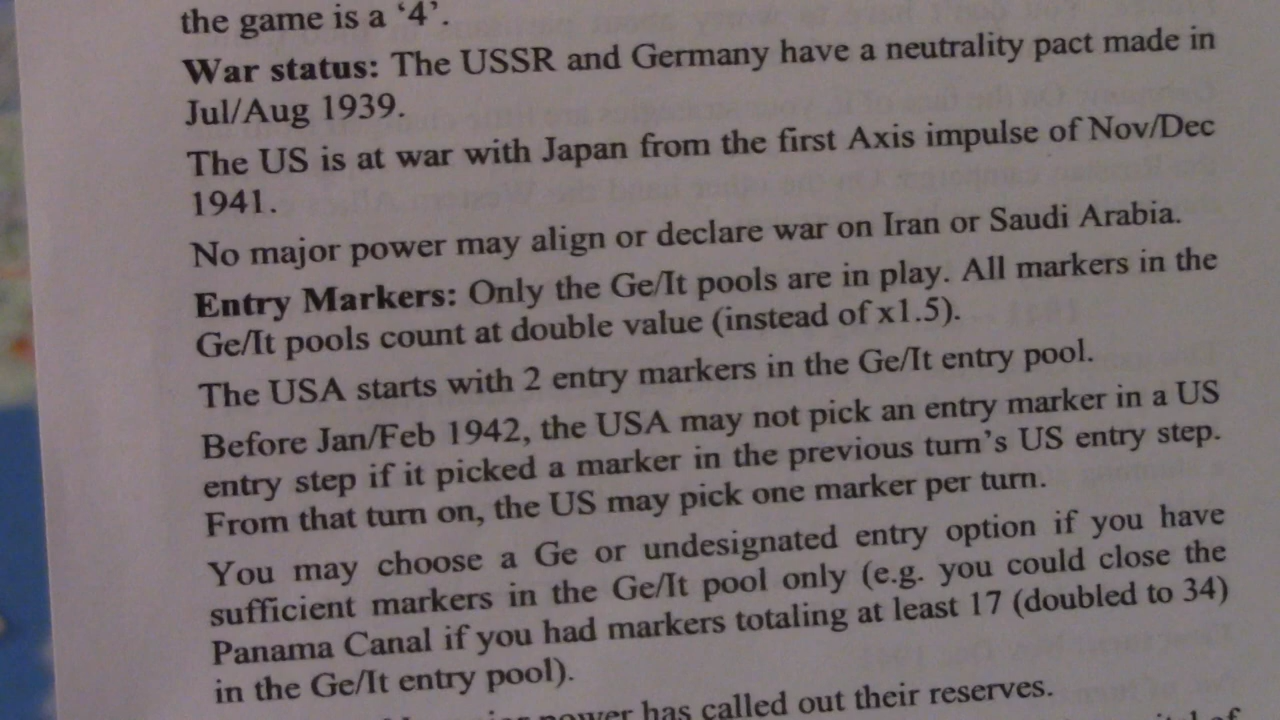 the game is a ‘4’.
War status: The USSR and Germany have a neutrality pact made in
Jul/Aug 1939.
The US is at war with Japan from the first Axis impulse of Nov/Dec
1941.
No major power may align or declare war on Iran or Saudi Arabia.
Entry Markers: Only the Ge/It pools are in play. All markers in the
Ge/It pools count at double value (instead of x1.5).
The USA starts with 2 entry markers in the Ge/It entry pool.
Before Jan/Feb 1942, the USA may not pick an entry marker in a US
entry step if it picked a marker in the previous turn’s US entry step.
From that turn on, the US may pick one marker per turn.
You may choose a Ge or undesignated entry option if you have
sufficient markers in the Ge/It pool only (e.g. you could close the
Panama Canal if you had markers totaling at least 17 (doubled to 34)
in the Ge/It entry pool).
power has called out their reserves.